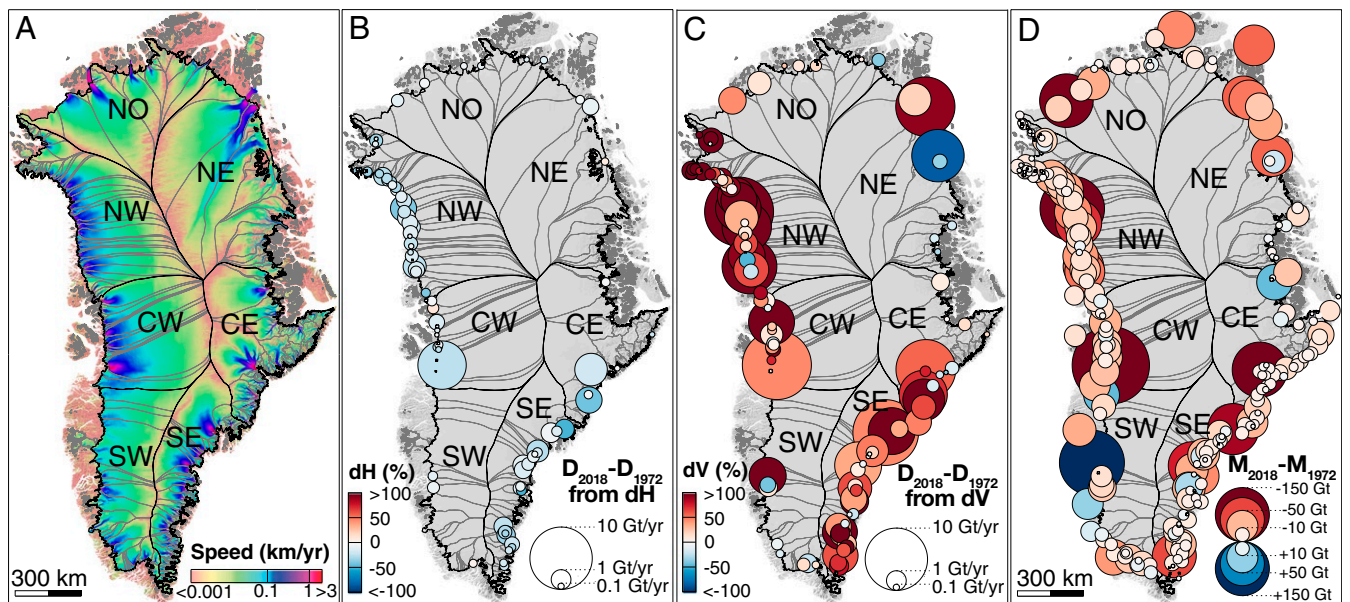 A
NO
NE
NW
CW
CE
SE
SE
SW
Speed (km/yr)
300 km
<0.001 0.1 1 >3
B
NO
NE
NW
CW
CE
SE
SW
dH (%)
>100
50
0
-50
<-100
D2018-D1972
from dH
10 Gt/yr
1 Gt/yr
0.1 Gt/yr
C
NO
NE
NW
CW
CE
SE
SW
dV (%)
>100
50
0
-50
<-100
D2018-D1972
from dV
10 Gt/yr
1 Gt/yr
0.1 Gt/yr
D
NO
NE
NW
CW
CE
SW
SE
M2018-M1972
-150 Gt
-50 Gt
-10 Gt
+10 Gt
+50 Gt
+150 Gt
300 km